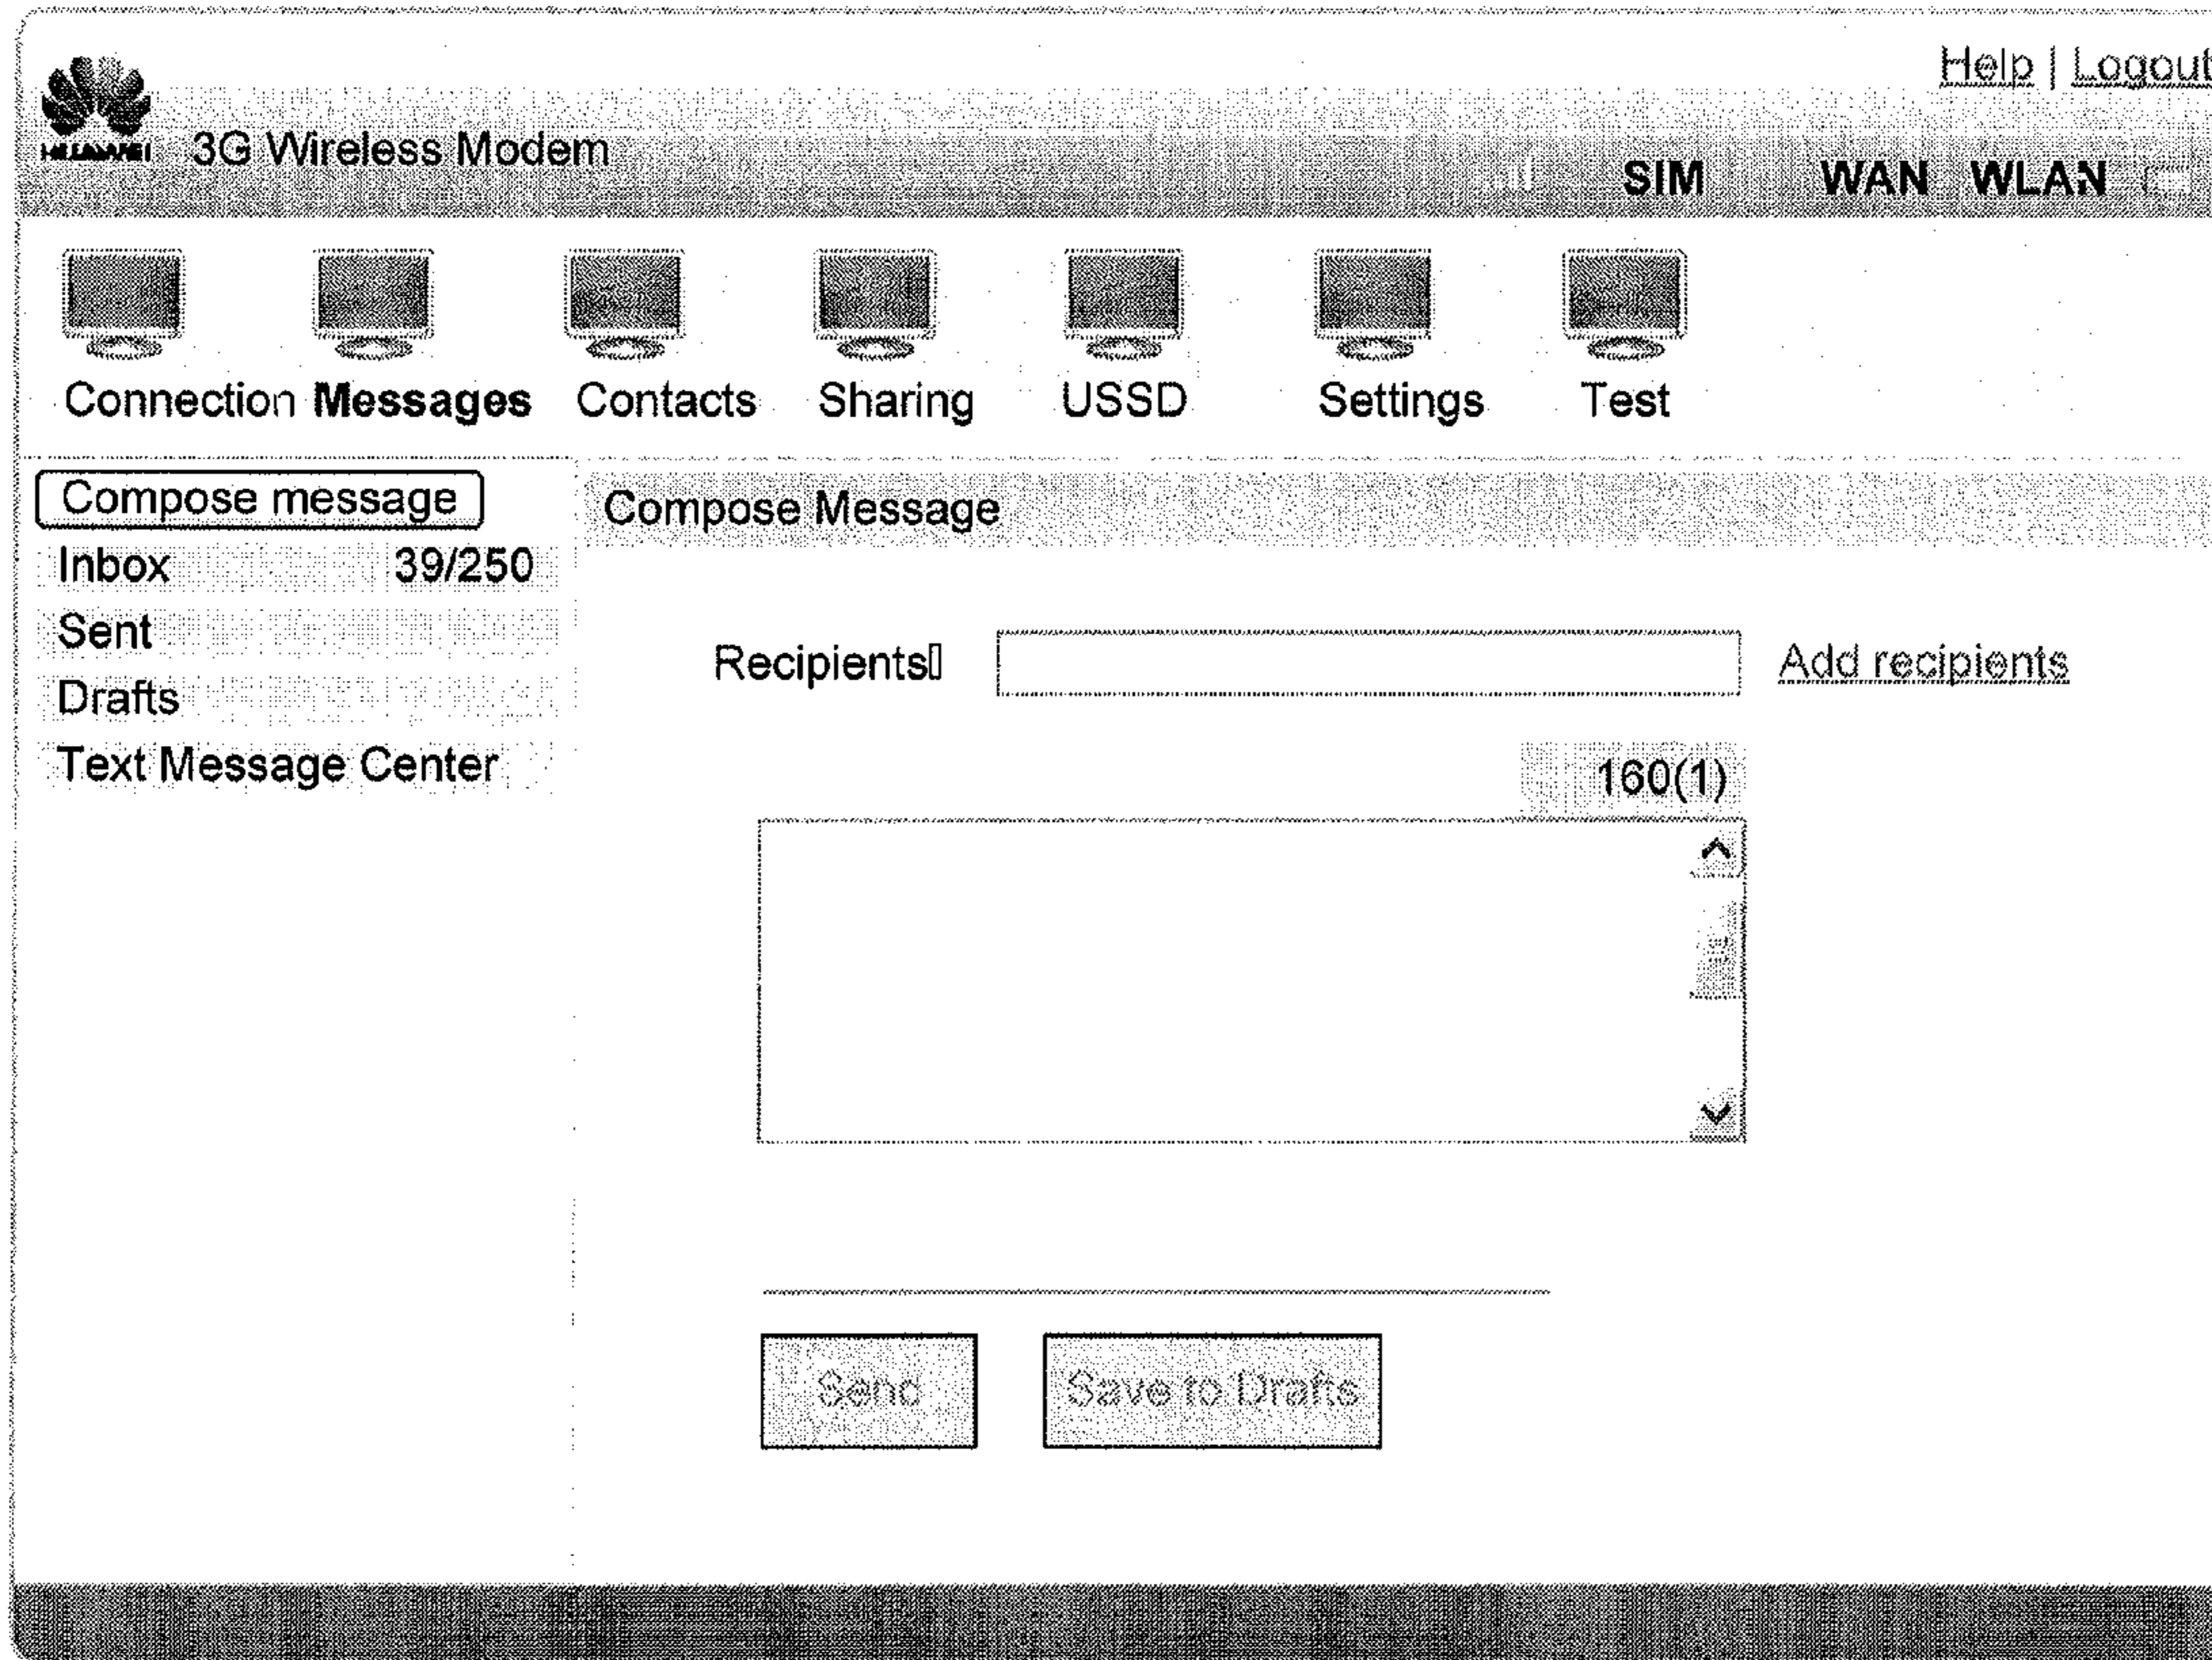 Help | Logout
HUAWEI 3G Wireless Modem
SIM WAN WLAN
Connection Messages Contacts Sharing USSD Settings Test
Compose message
Compose Message
Inbox 39/250
Sent
Recipients
Add recipients
Drafts
Text Message Center
160(1)
Send
Save to Drafts